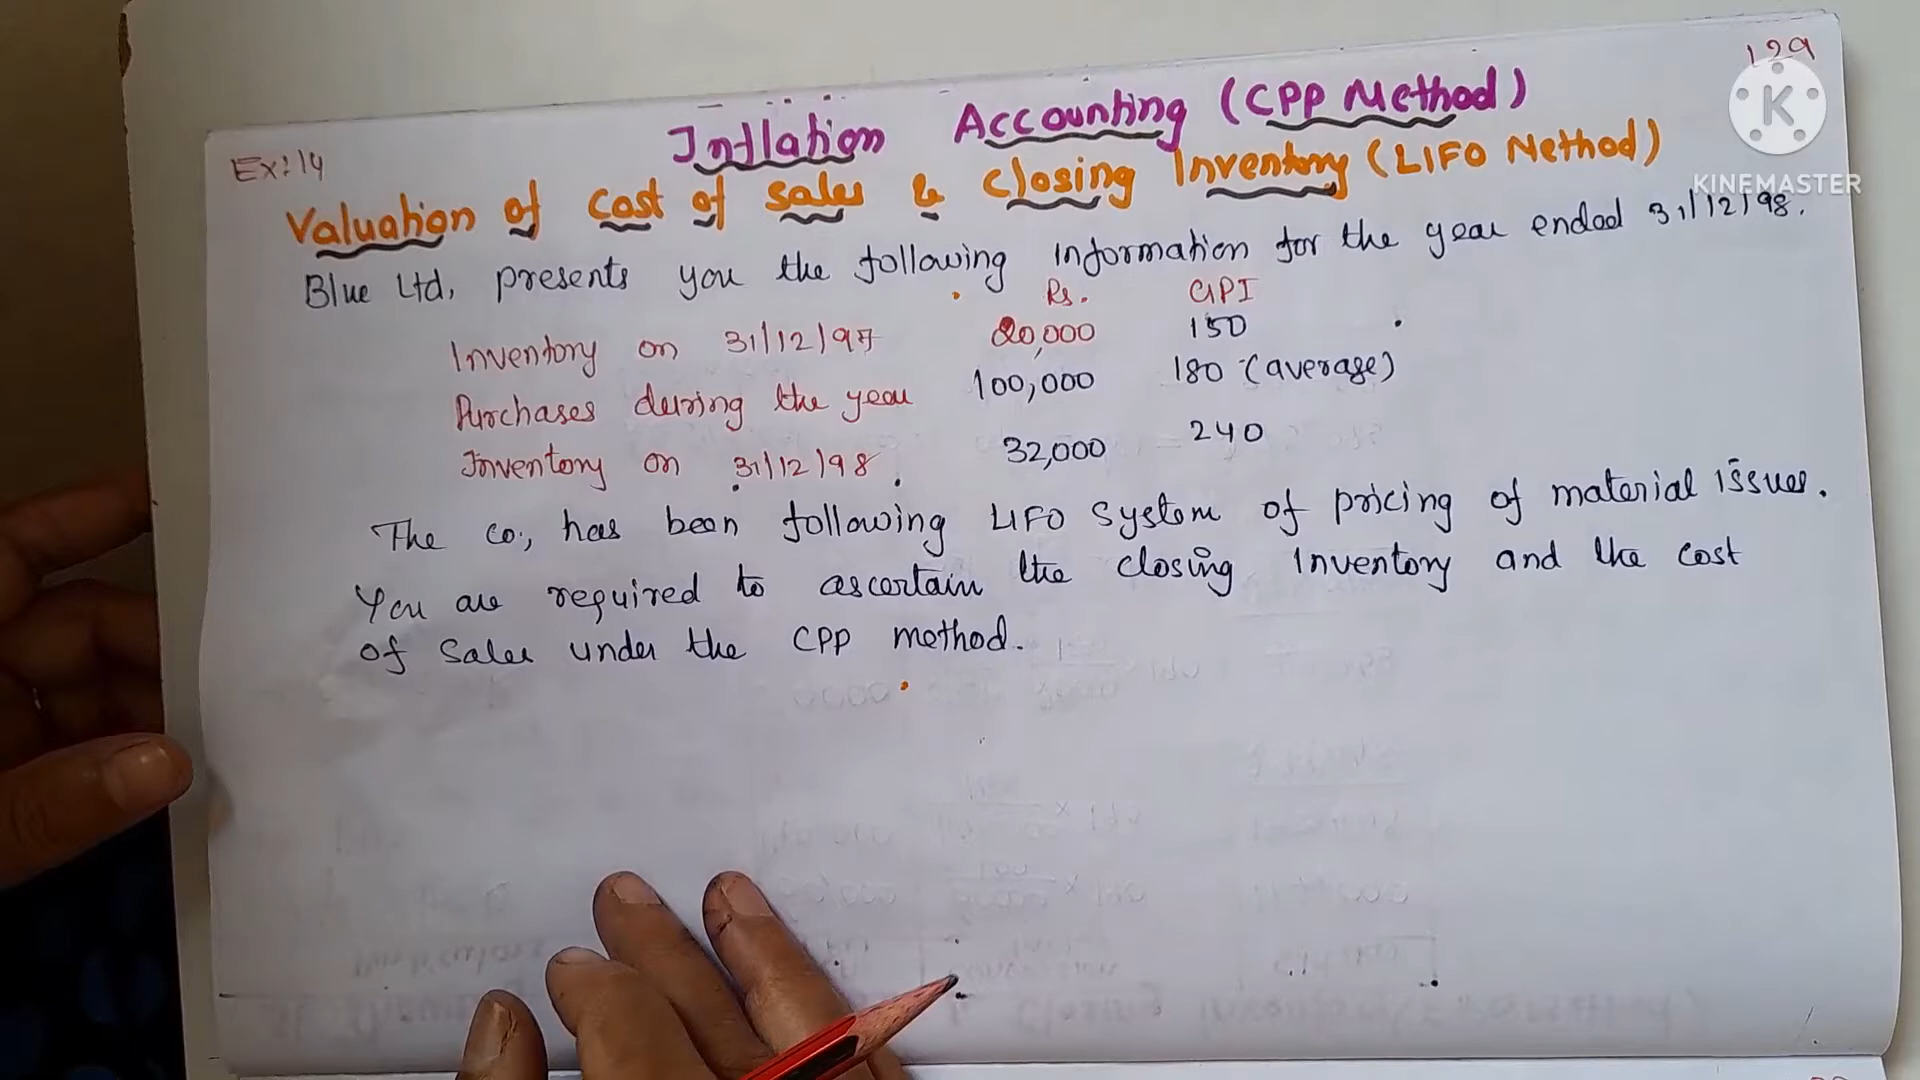 129
Inflation Accounting (CPP Method)
Ex:14
Valuation of Cost of Sales & Closing Inventory (LIFO Method)
KINEMASTER
Blue Ltd, presents you the following information for the year ended 31/12/98.
Rs. GPI
Inventory on 31/12/97 20,000 150
Purchases during the year 100,000 180 (average)
Inventory on 31/12/98 32,000 240
The co., has been following LIFO system of pricing of material issues.
You are required to ascertain the closing Inventory and the cost
of Sales under the CPP method.